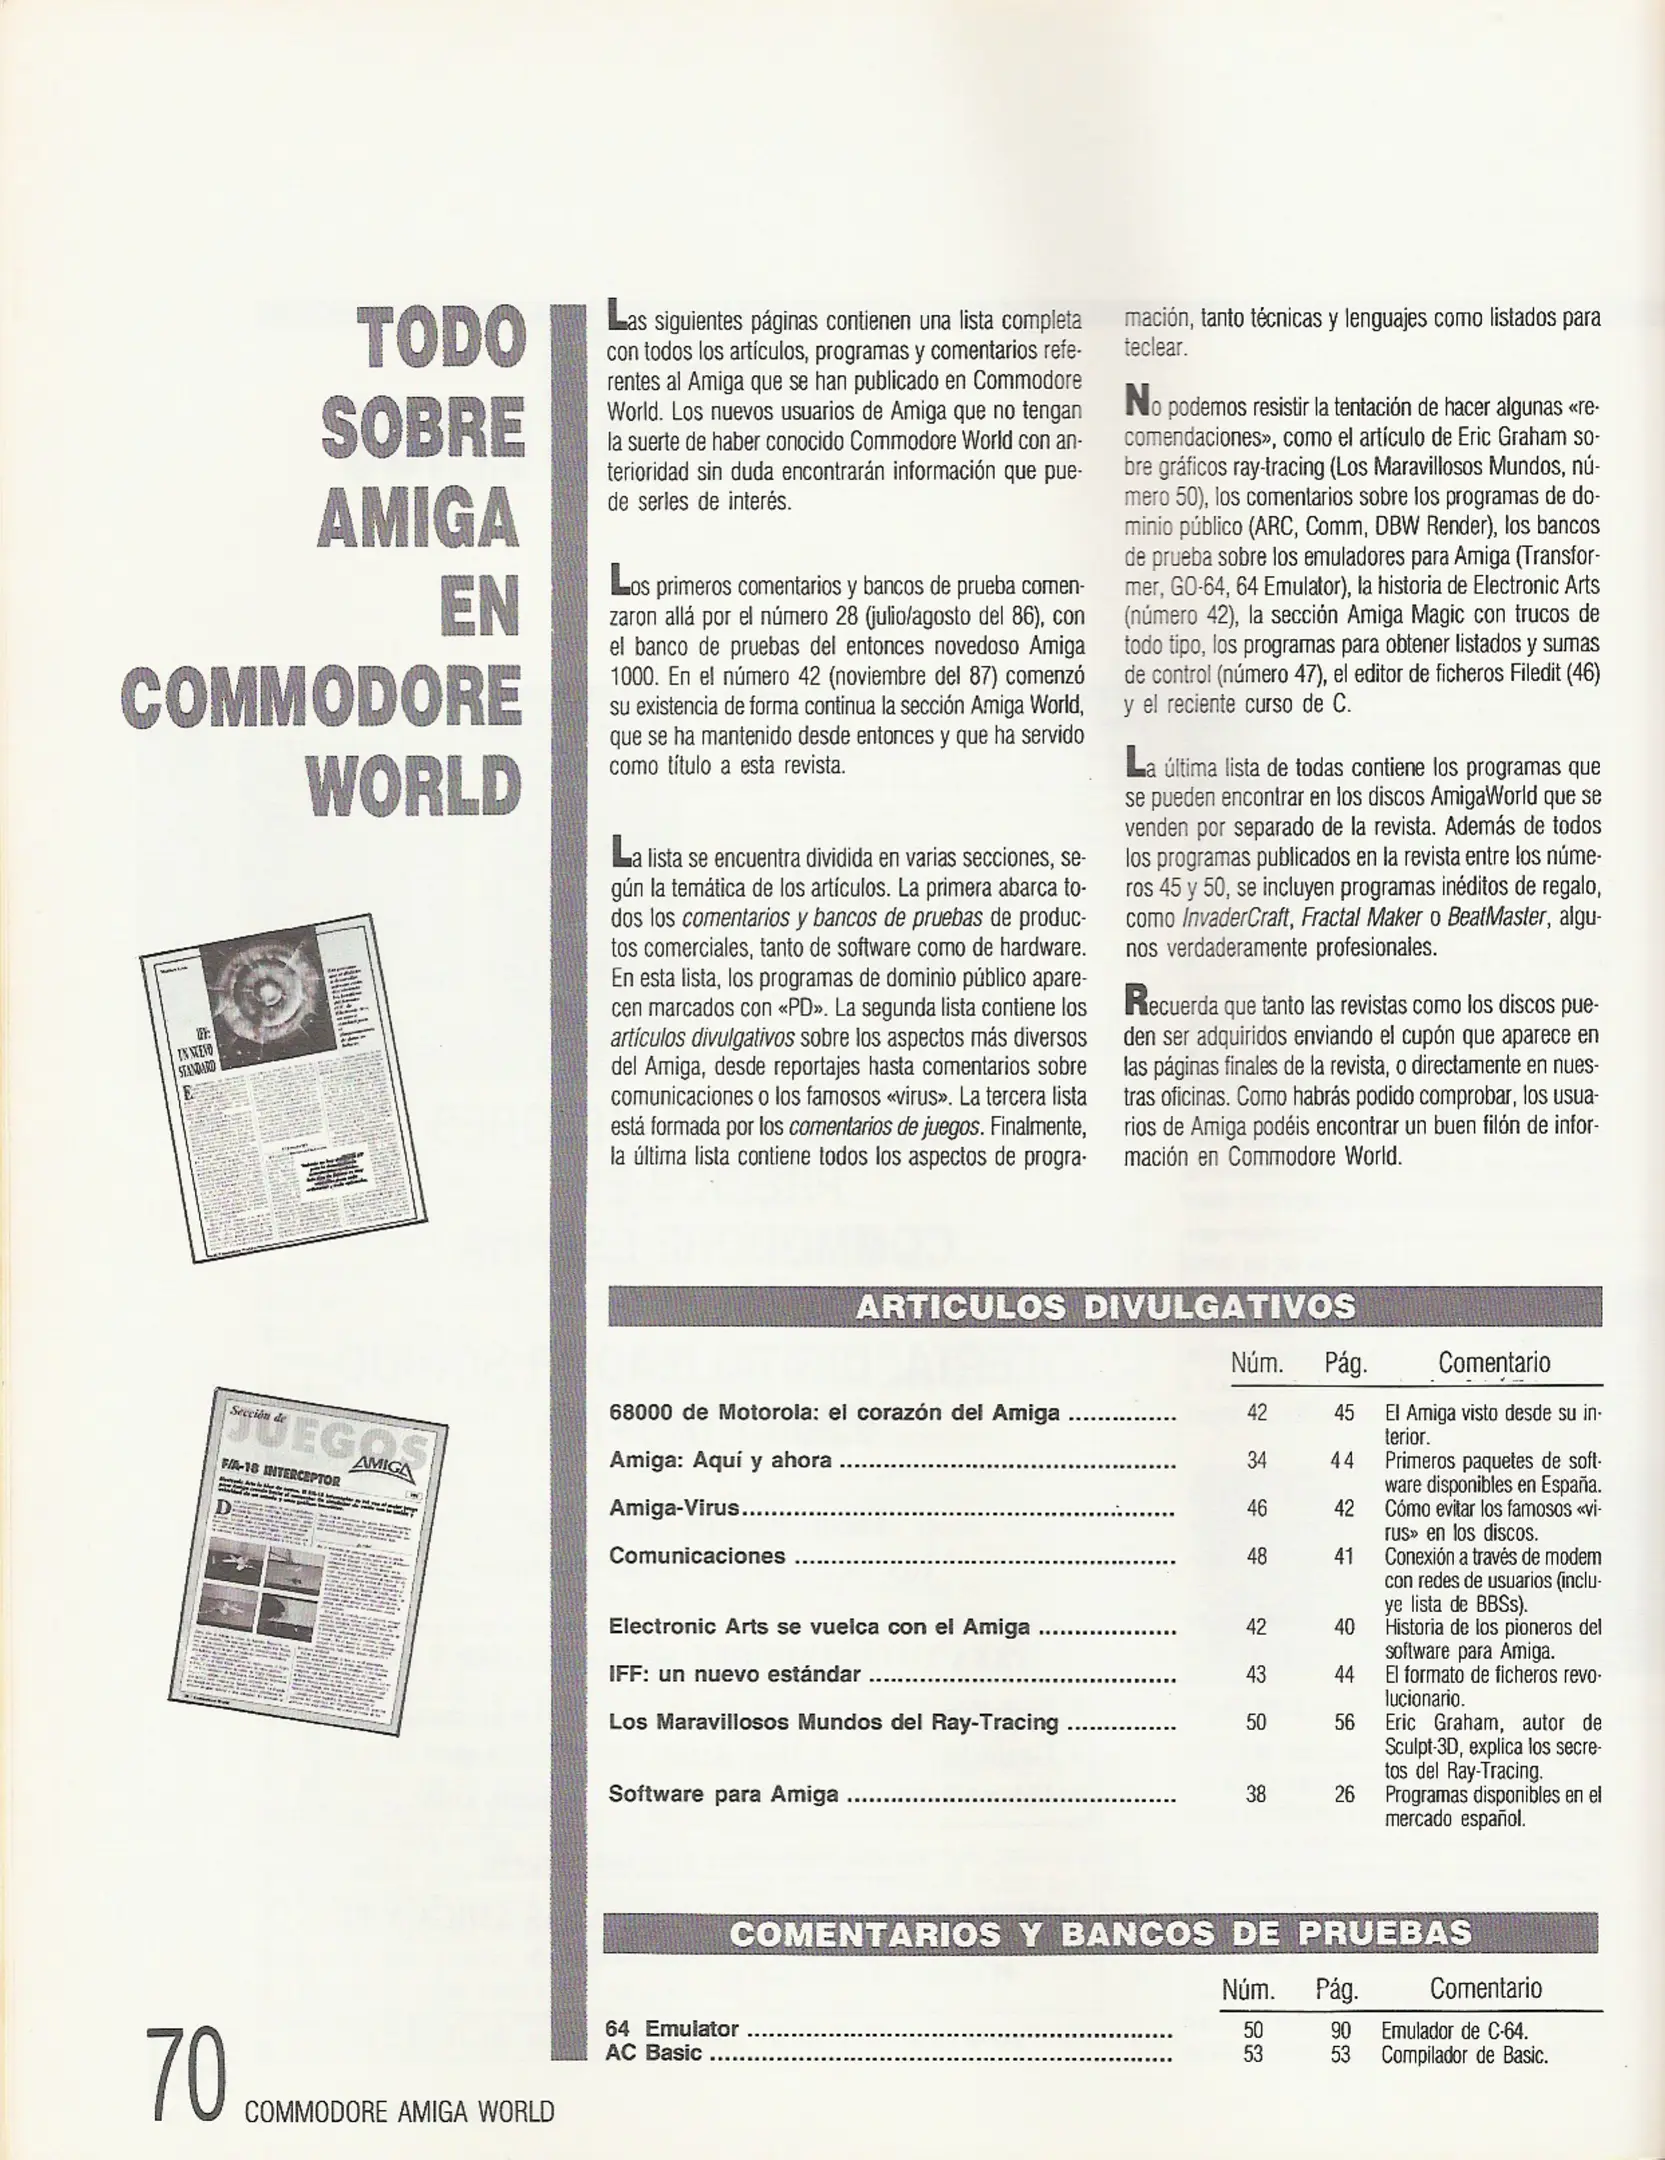 TODO
SOBRE
AMIGA
EN
COMMODORE
WORLD
Las siguientes páginas contienen una lista completa
con todos los artículos, programas y comentarios refe-
rentes al Amiga que se han publicado en Commodore
World. Los nuevos usuarios de Amiga que no tengan
la suerte de haber conocido Commodore World con an-
terioridad sin duda encontrarán información que pue-
de serles de interés.
Los primeros comentarios y bancos de prueba comen-
zaron allá por el número 28 (julio/agosto del 86), con
el banco de pruebas del entonces novedoso Amiga
1000. En el número 42 (noviembre del 87) comenzó
su existencia de forma continua la sección Amiga World,
que se ha mantenido desde entonces y que ha servido
como título a esta revista.
La lista se encuentra dividida en varias secciones, se-
gún la temática de los artículos. La primera abarca to-
dos los comentarios y bancos de pruebas de produc-
tos comerciales, tanto de software como de hardware.
En esta lista, los programas de dominio público apare-
cen marcados con «PD». La segunda lista contiene los
artículos divulgativos sobre los aspectos más diversos
del Amiga, desde reportajes hasta comentarios sobre
comunicaciones o los famosos «virus». La tercera lista
está formada por los comentarios de juegos. Finalmente,
la última lista contiene todos los aspectos de progra-
mación, tanto técnicas y lenguajes como listados para
teclear.
No podemos resistir la tentación de hacer algunas «re-
comendaciones», como el artículo de Eric Graham so-
bre gráficos ray-tracing (Los Maravillosos Mundos, nú-
mero 50), los comentarios sobre los programas de do-
minio público (ARC, Comm, DBW Render), los bancos
de prueba sobre los emuladores para Amiga (Transfor-
mer, GO-64, 64 Emulator), la historia de Electronic Arts
(número 42), la sección Amiga Magic con trucos de
todo tipo, los programas para obtener listados y sumas
de control (número 47), el editor de ficheros Filedit (46)
y el reciente curso de C.
La última lista de todas contiene los programas que
se pueden encontrar en los discos AmigaWorld que se
venden por separado de la revista. Además de todos
los programas publicados en la revista entre los núme-
ros 45 y 50, se incluyen programas inéditos de regalo,
como InvaderCraft, Fractal Maker o BeatMaster, algu-
nos verdaderamente profesionales.
Recuerda que tanto las revistas como los discos pue-
den ser adquiridos enviando el cupón que aparece en
las páginas finales de la revista, o directamente en nues-
tras oficinas. Como habrás podido comprobar, los usua-
rios de Amiga podéis encontrar un buen filón de infor-
mación en Commodore World.
IFF:
UN NUEVO
STANDARD
Sección de
JUEGOS
AMIGA
F/A-18 INTERCEPTOR
ARTICULOS DIVULGATIVOS
Núm. Pág. Comentario
68000 de Motorola: el corazón del Amiga ............... 42 45 El Amiga visto desde su in-
terior.
Amiga: Aquí y ahora .............................................. 34 44 Primeros paquetes de soft-
ware disponibles en España.
Amiga-Virus........................................................... 46 42 Cómo evitar los famosos «vi-
rus» en los discos.
Comunicaciones .................................................... 48 41 Conexión a través de modem
con redes de usuarios (inclu-
ye lista de BBSs).
Electronic Arts se vuelca con el Amiga ................... 42 40 Historia de los pioneros del
software para Amiga.
IFF: un nuevo estándar .......................................... 43 44 El formato de ficheros revo-
lucionario.
Los Maravillosos Mundos del Ray-Tracing ............... 50 56 Eric Graham, autor de
Sculpt-3D, explica los secre-
tos del Ray-Tracing.
Software para Amiga ............................................. 38 26 Programas disponibles en el
mercado español.
COMENTARIOS Y BANCOS DE PRUEBAS
Núm. Pág. Comentario
64 Emulator .......................................................... 50 90 Emulador de C-64.
AC Basic ............................................................... 53 53 Compilador de Basic.
70 COMMODORE AMIGA WORLD